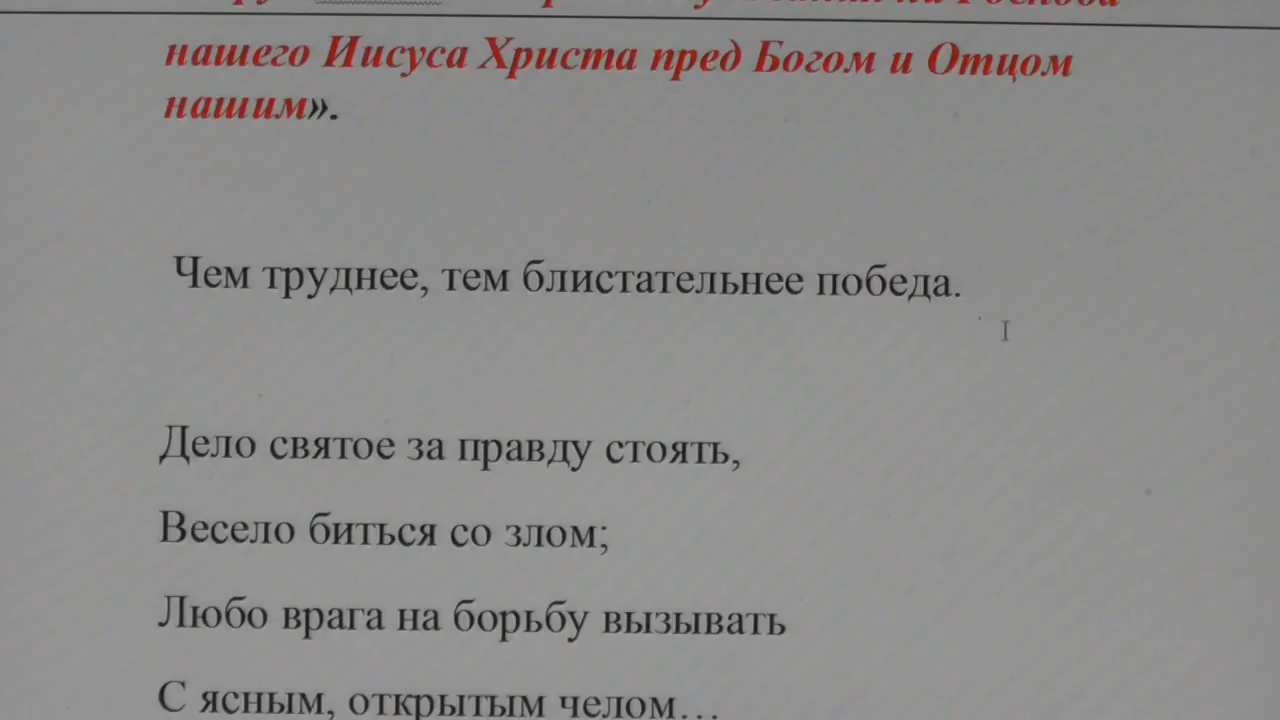 нашего Иисуса Христа пред Богом и Отцом
нашим».
Чем труднее, тем блистательнее победа.
Дело святое за правду стоять,
Весело биться со злом;
Любо врага на борьбу вызывать
С ясным, открытым челом...